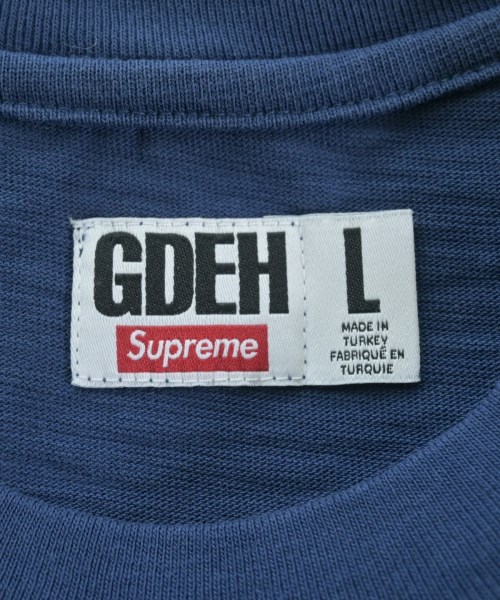 GDEH
Supreme
L
MADE IN
TURKEY
FABRIQUÉ EN
TURQUIE